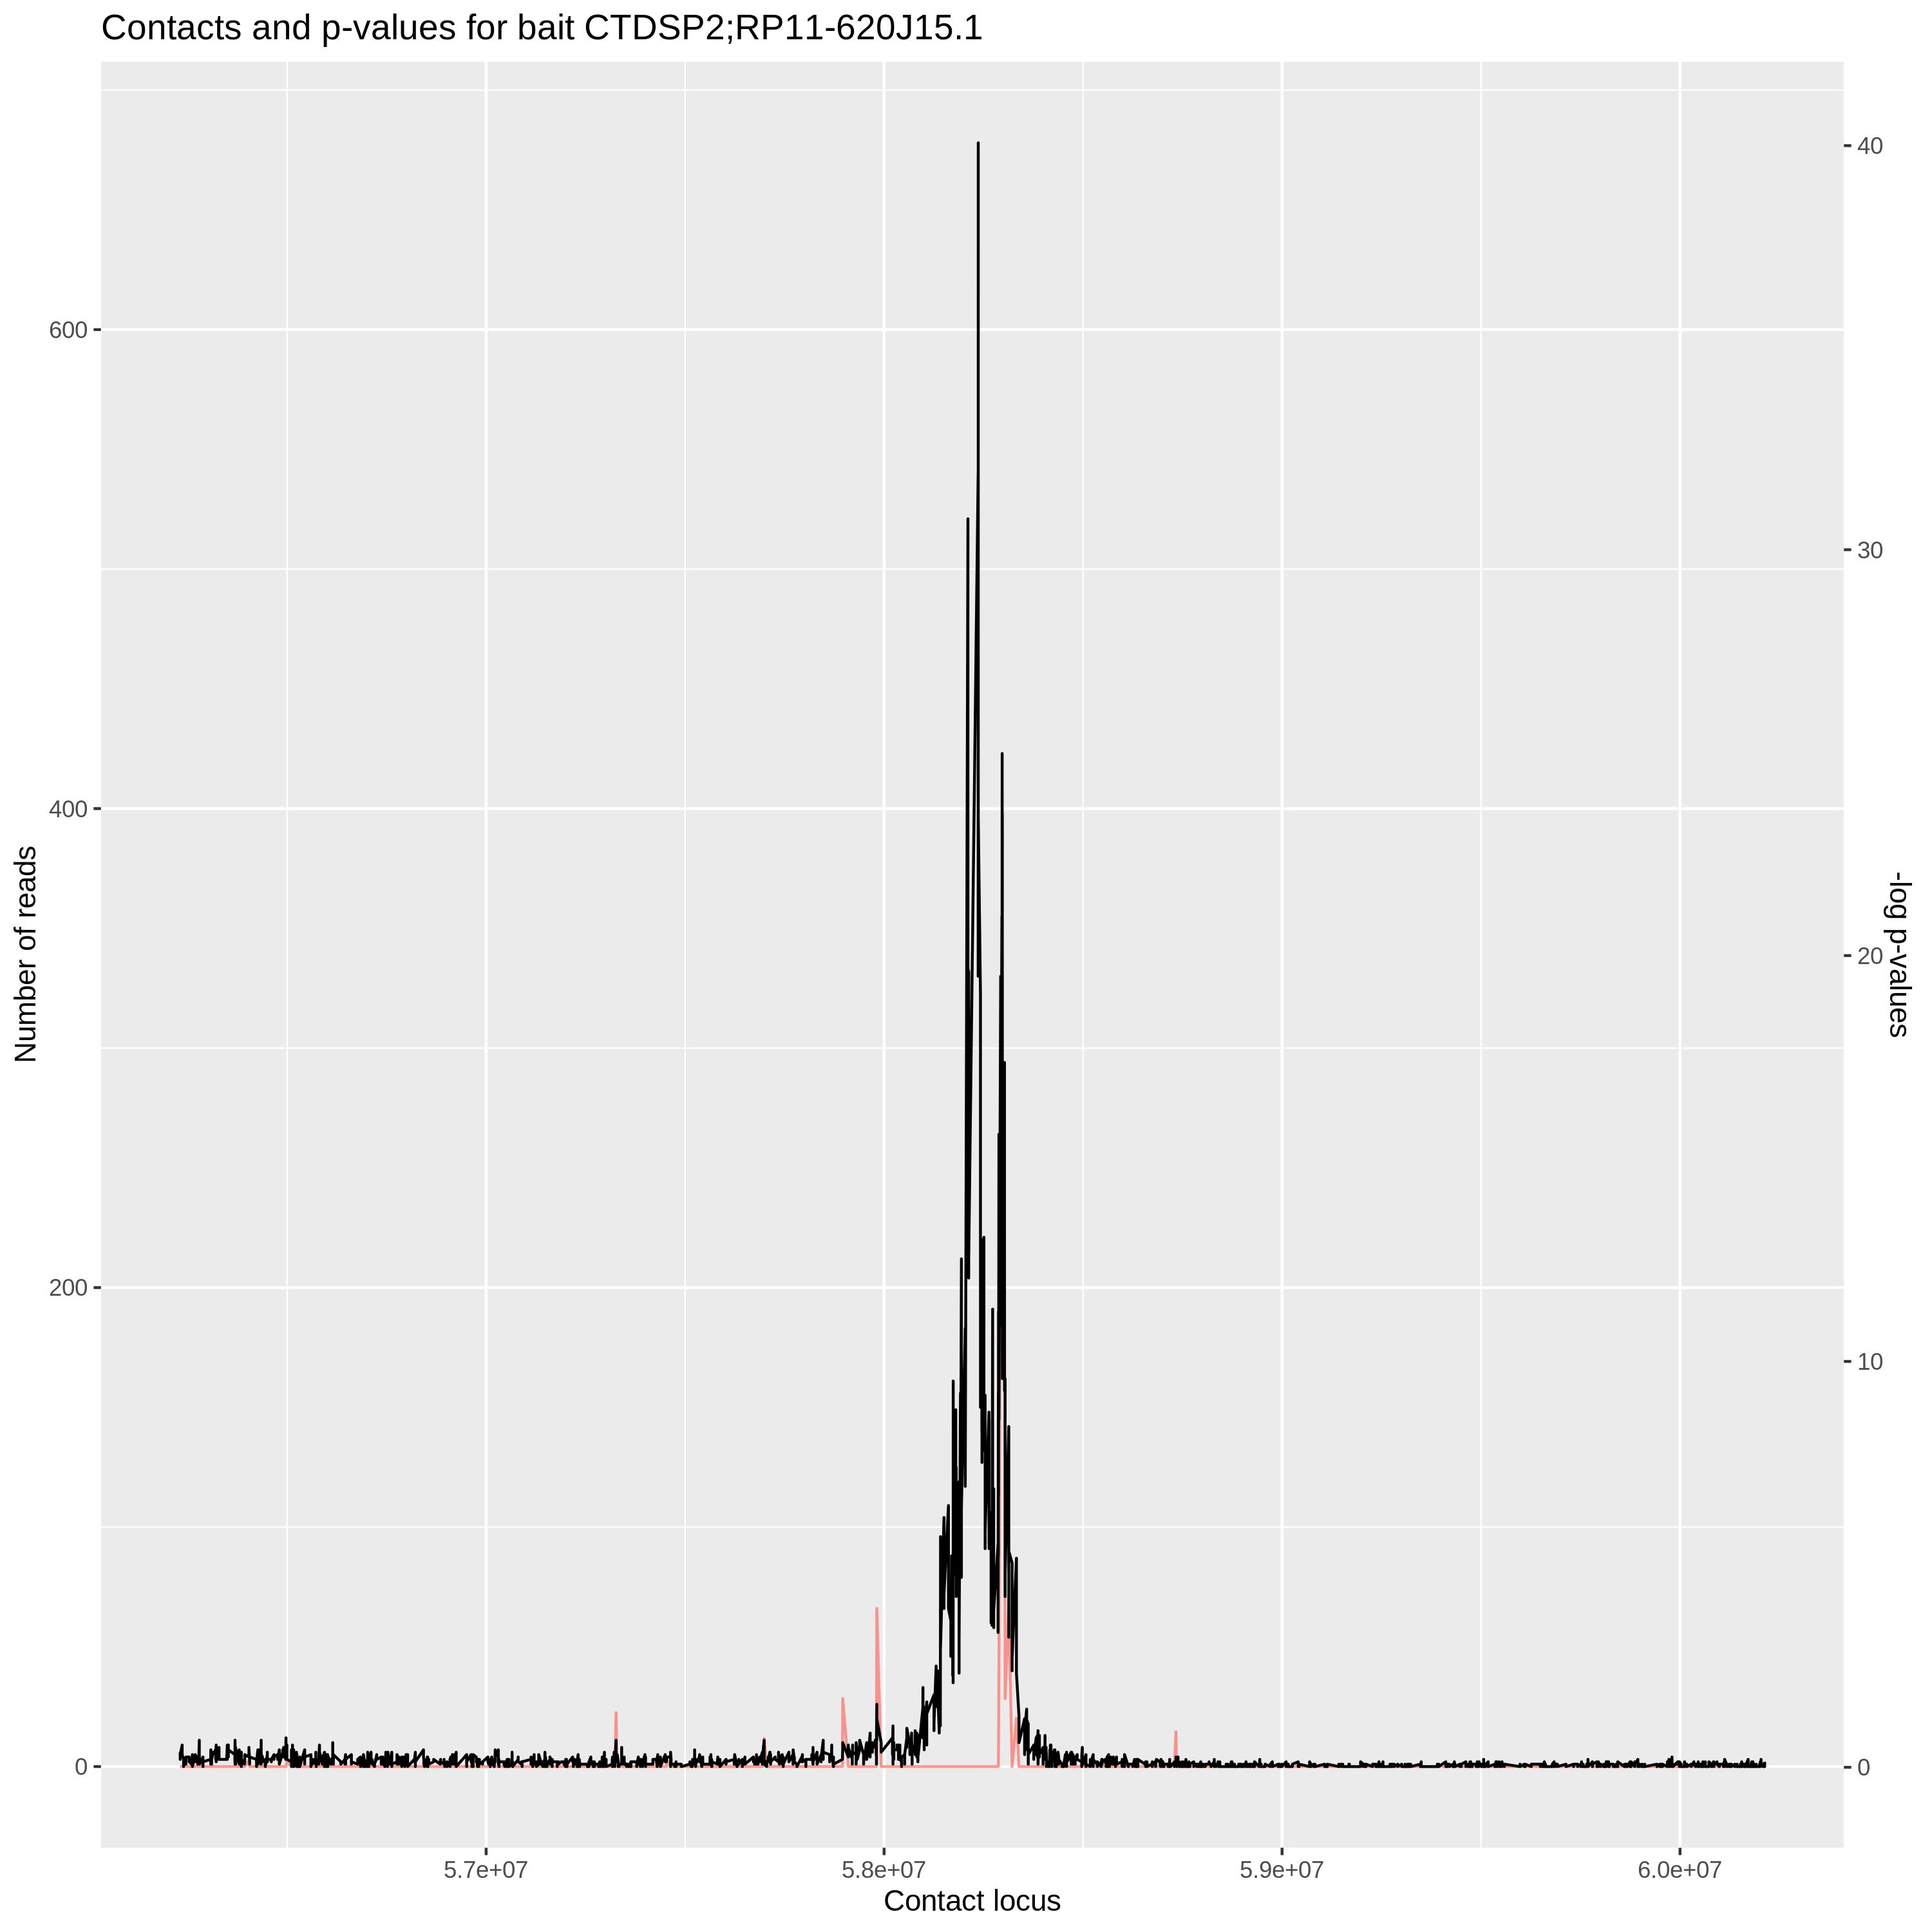 Contacts and p-values for bait CTDSP2;RP11-620J15.1
40
600
30
400
20
Number of reads
-log p-values
200
10
0
0
5.7e+07
5.8e+07
5.9e+07
6.0e+07
Contact locus